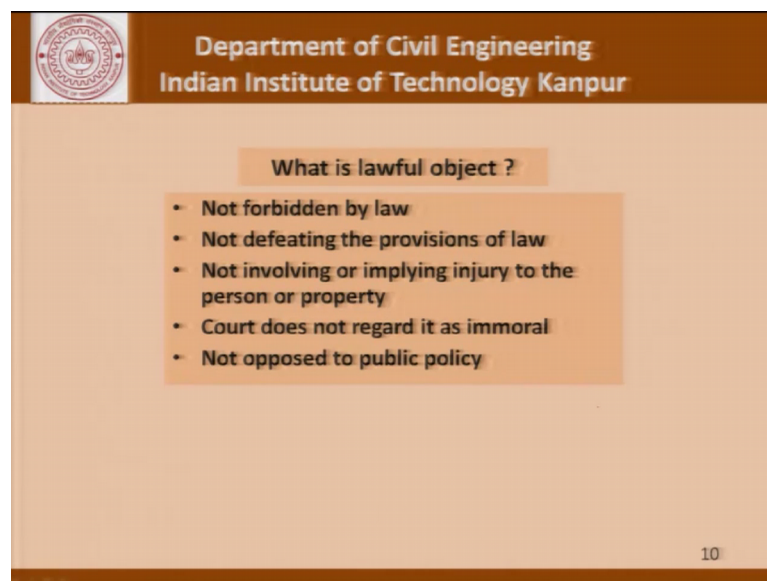 Department of Civil Engineering
Indian Institute of Technology Kanpur
What is lawful object ?
• Not forbidden by law
• Not defeating the provisions of law
• Not involving or implying injury to the
person or property
• Court does not regard it as immoral
• Not opposed to public policy
10